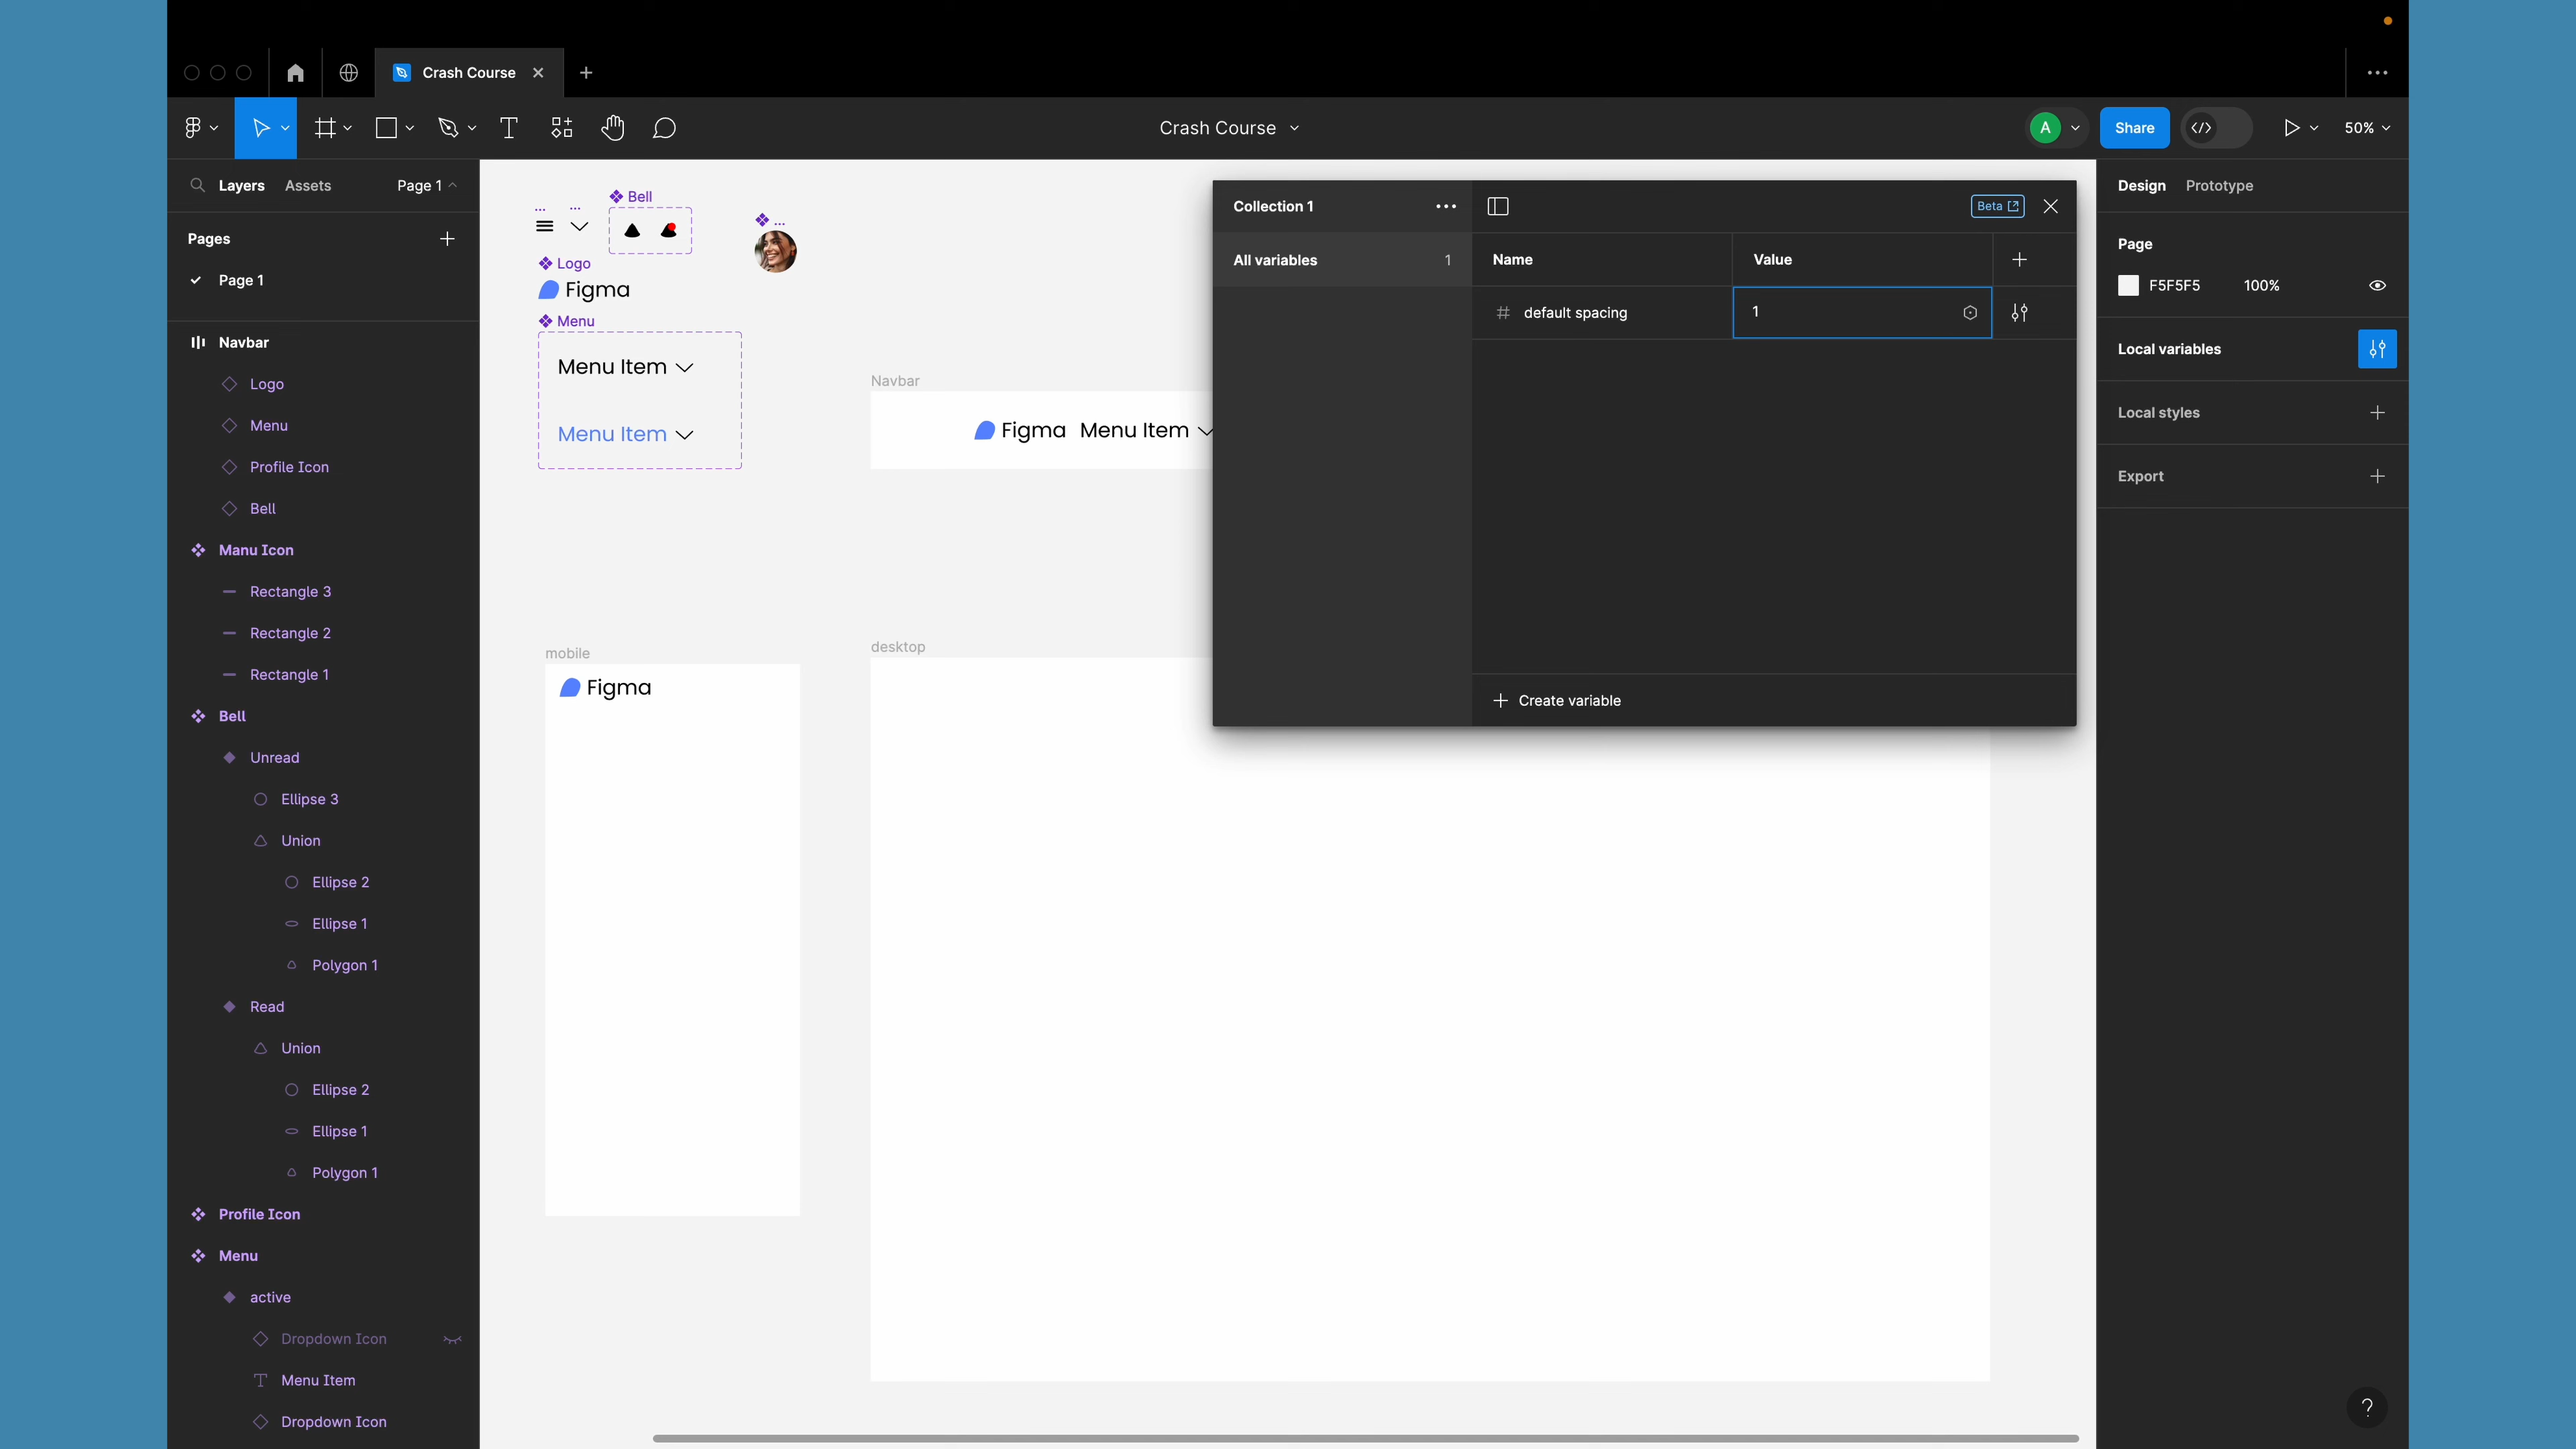 Crash Course
Crash Course
A
Share
50%
Layers
Assets
Page 1
Pages
Page 1
Navbar
Logo
Menu
Profile Icon
Bell
Manu Icon
Rectangle 3
Rectangle 2
Rectangle 1
Bell
Unread
Ellipse 3
Union
Ellipse 2
Ellipse 1
Polygon 1
Read
Union
Ellipse 2
Ellipse 1
Polygon 1
Profile Icon
Menu
active
Dropdown Icon
Menu Item
Dropdown Icon
...
...
Bell
...
Logo
Figma
Menu
Menu Item
Menu Item
Navbar
Figma Menu Item
mobile
Figma
desktop
Collection 1
Beta
All variables 1
Name Value
default spacing 1
Create variable
Design Prototype
Page
F5F5F5 100%
Local variables
Local styles
Export
?